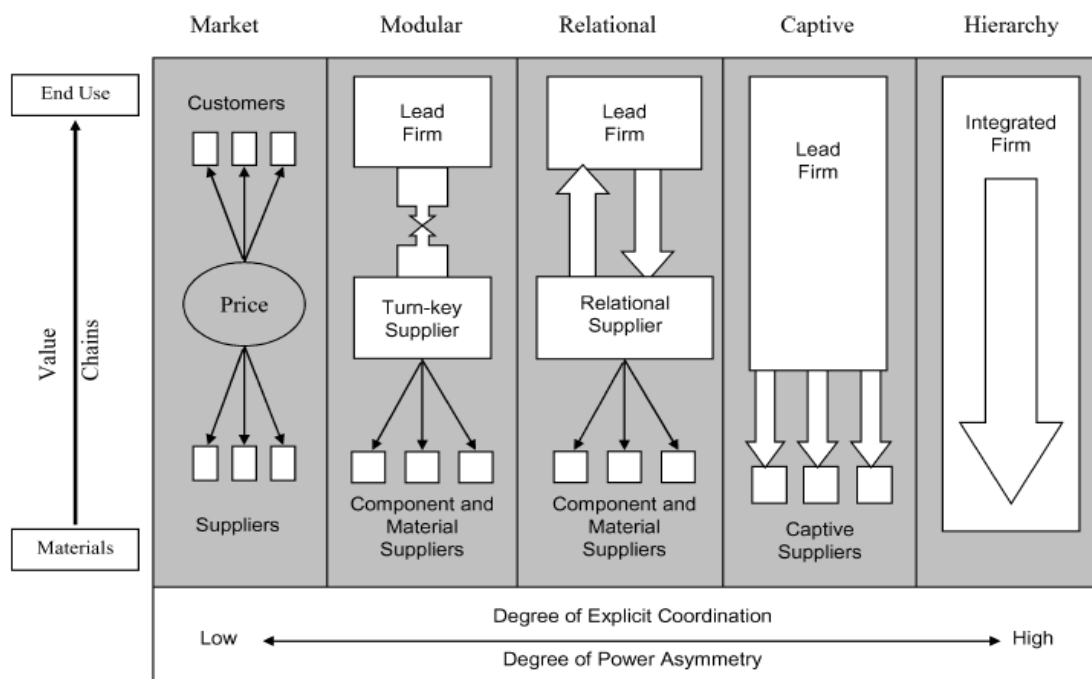 Market
Modular
Relational
Captive
Hierarchy
End Use
Value
Chains
Materials
Customers
Price
Suppliers
Lead
Firm
Turn-key
Supplier
Component and
Material
Suppliers
Lead
Firm
Relational
Supplier
Component and
Material
Suppliers
Lead
Firm
Captive
Suppliers
Integrated
Firm
Degree of Explicit Coordination
Low
High
Degree of Power Asymmetry